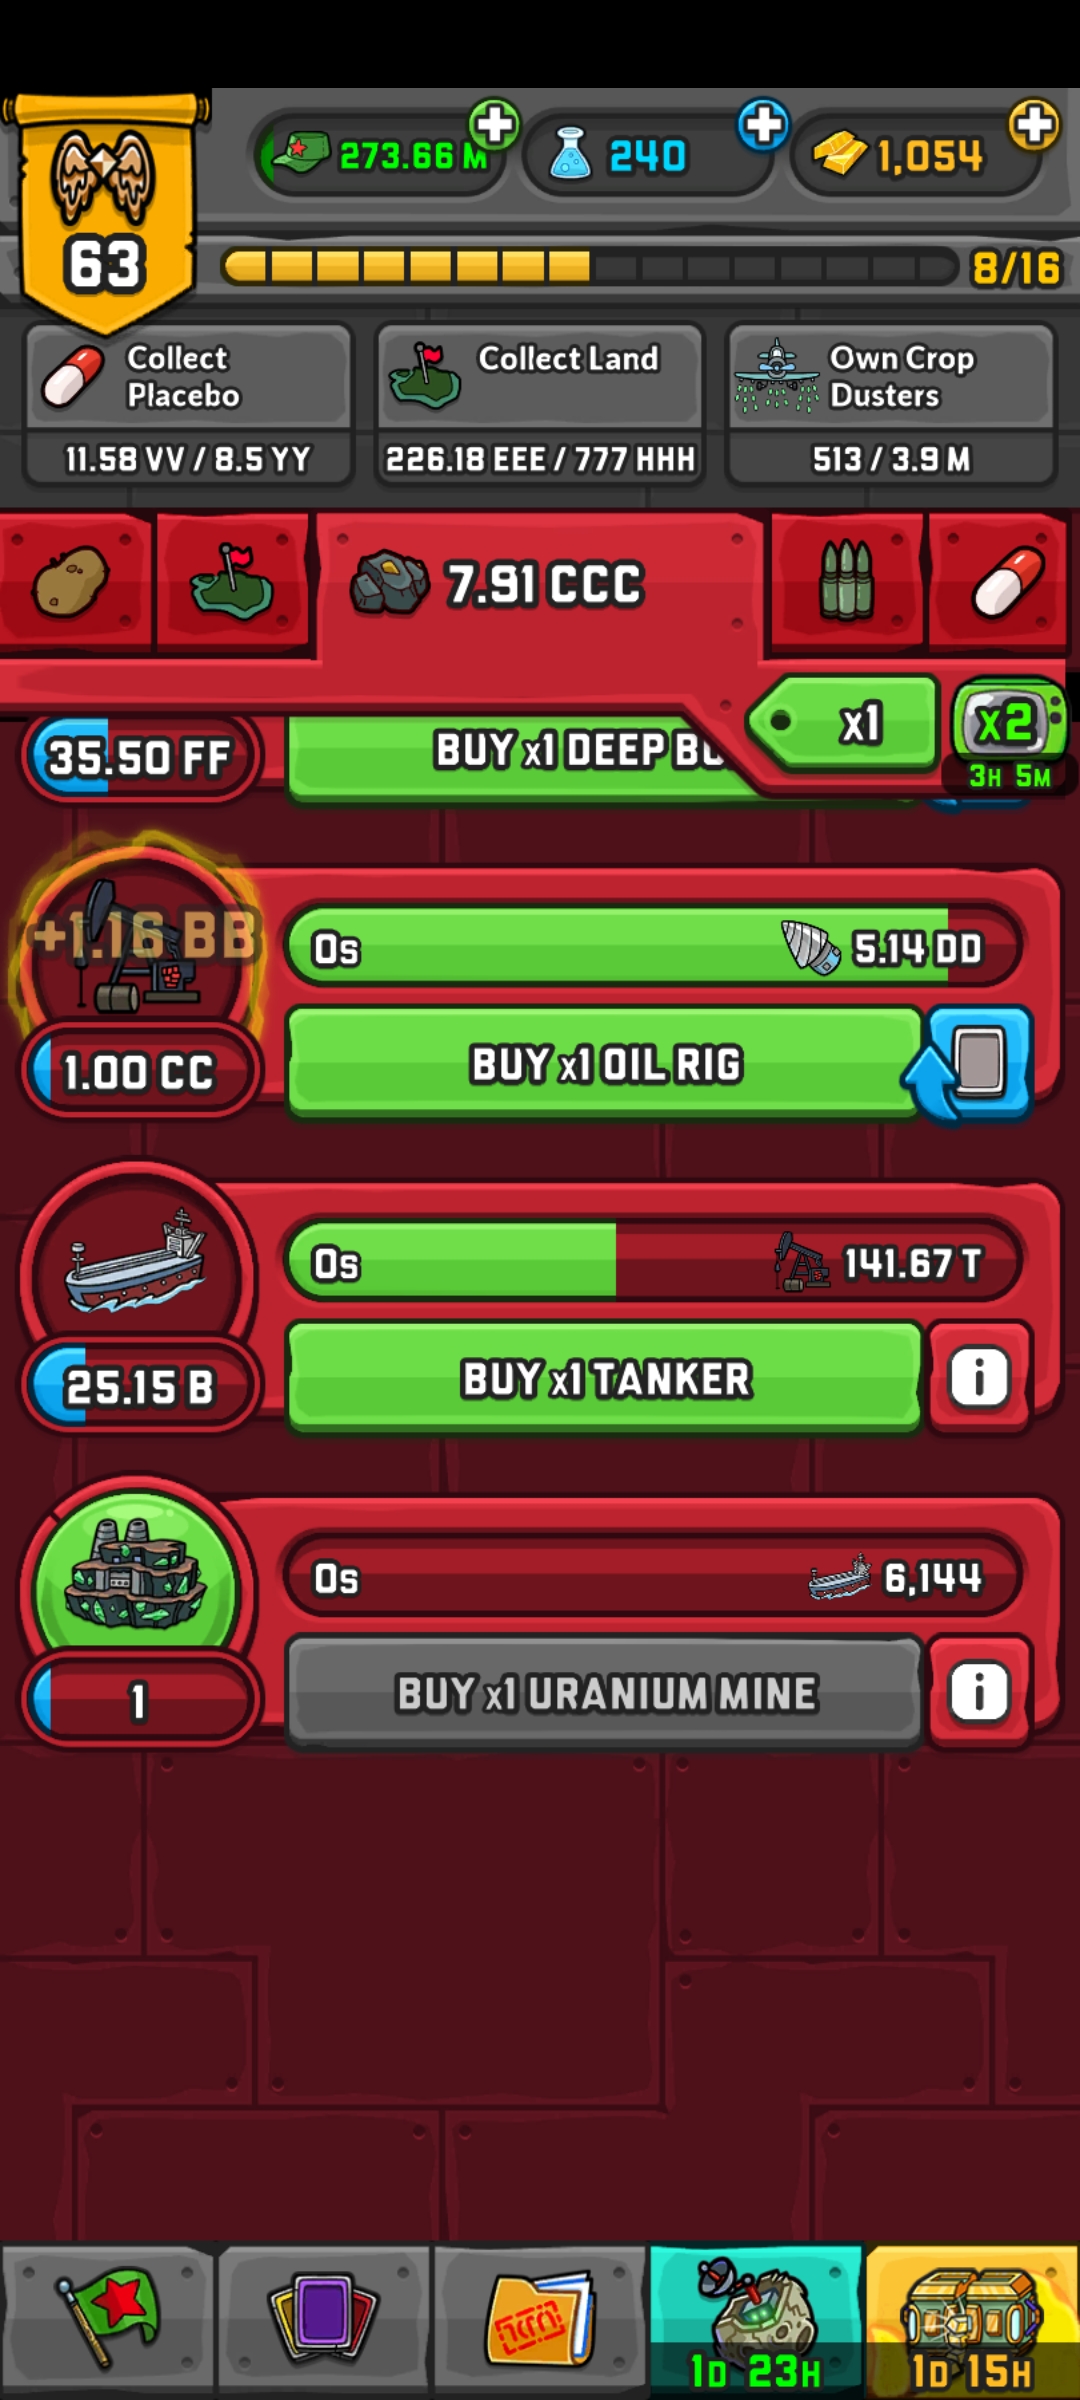 273.66 M
240
1,054
63
8/16
Collect
Placebo
11.58 VV / 8.5 YY
Collect Land
226.18 EEE / 777 HHH
Own Crop
Dusters
513 / 3.9 M
7.91 CCC
x1
x2
3H 5M
35.50 FF
BUY x1 DEEP
+1.16 BB
0s
5.14 DD
1.00 CC
BUY x1 OIL RIG
0s
141.67 T
25.15 B
BUY x1 TANKER
i
0s
6,144
1
BUY x1 URANIUM MINE
i
1D 23H
1D 15H